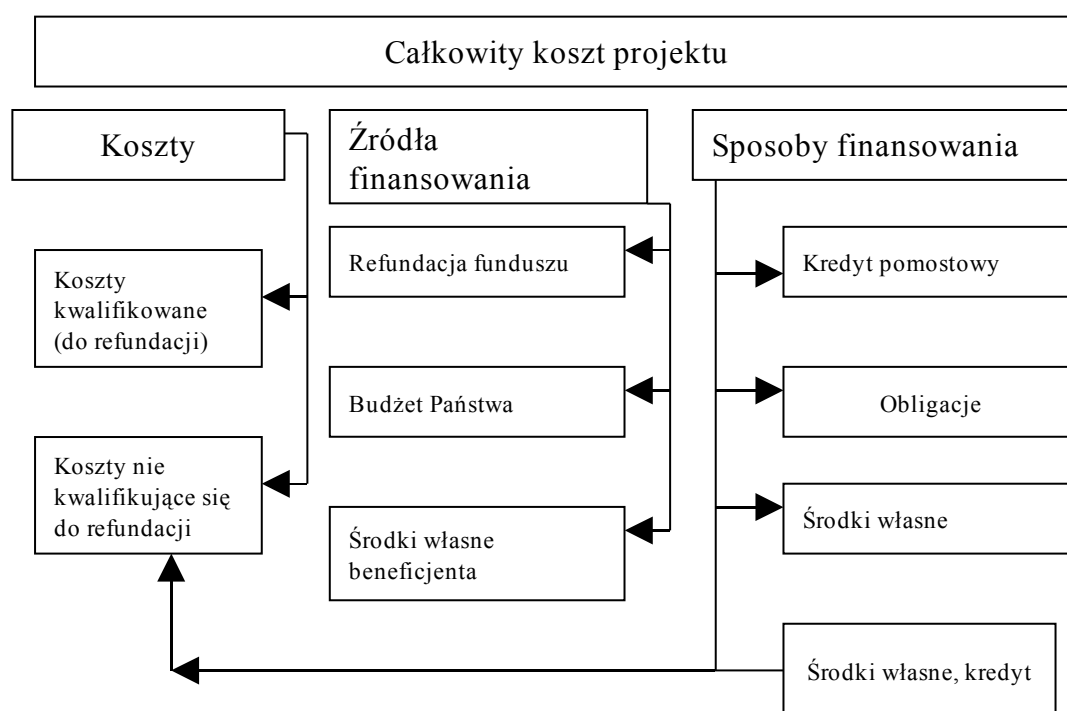 Całkowity koszt projektu
Koszty
Koszty
kwalifikowane
(do refundacji)
Koszty nie
kwalifikujące się
do refundacji
Źródła
finansowania
Refundacja funduszu
Budżet Państwa
Środki własne
beneficjenta
Sposoby finansowania
Kredyt pomostowy
Obligacje
Środki własne
Środki własne, kredyt